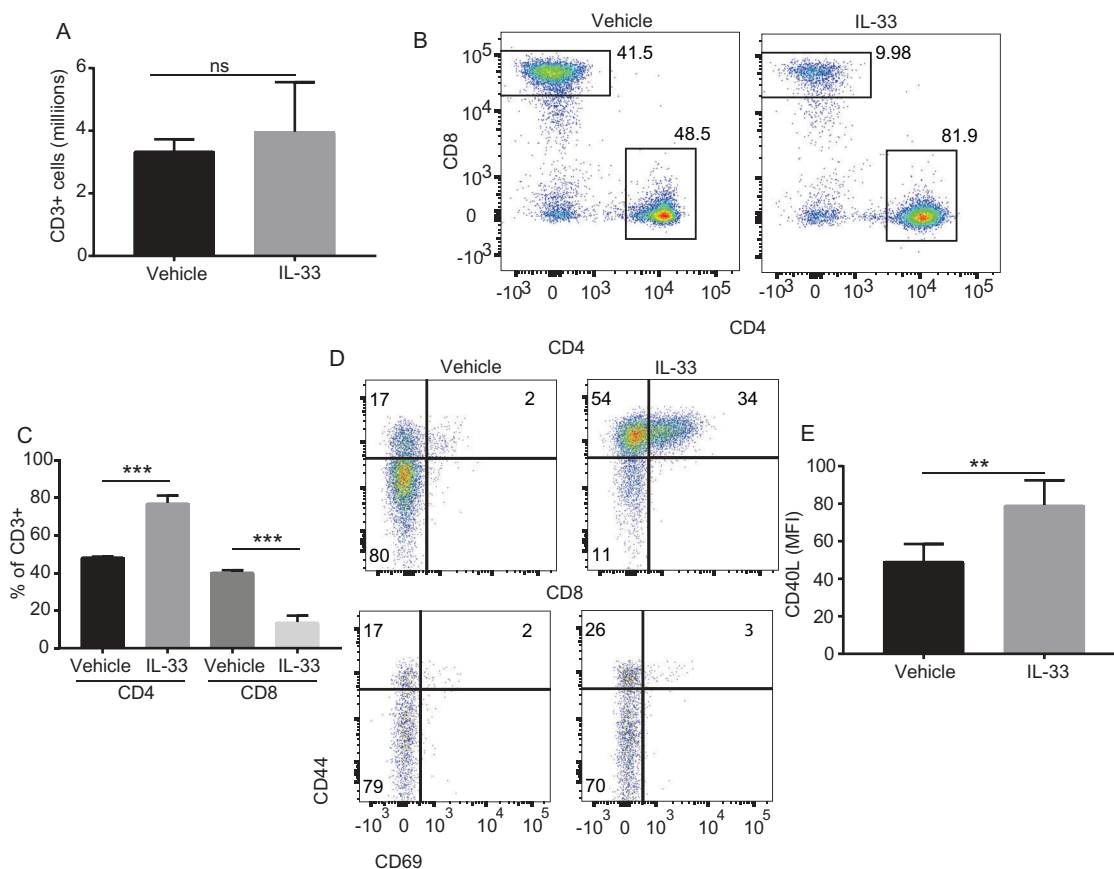 A
CD3+ cells (milliions)
6
4
2
0
ns
Vehicle
IL-33
B
Vehicle
IL-33
CD8
10^5
10^4
10^3
0
-10^3
41.5
48.5
9.98
81.9
-10^3 0 10^3 10^4 10^5
-10^3 0 10^3 10^4 10^5
CD4
C
% of CD3+
100
80
60
40
20
0
***
***
Vehicle IL-33 Vehicle IL-33
CD4 CD8
D
CD4
Vehicle
IL-33
17 2
80
54 34
11
CD8
17 2
79
26 3
70
CD44
-10^3 0 10^3 10^4 10^5
-10^3 0 10^3 10^4 10^5
CD69
E
CD40L (MFI)
100
80
60
40
20
0
**
Vehicle
IL-33